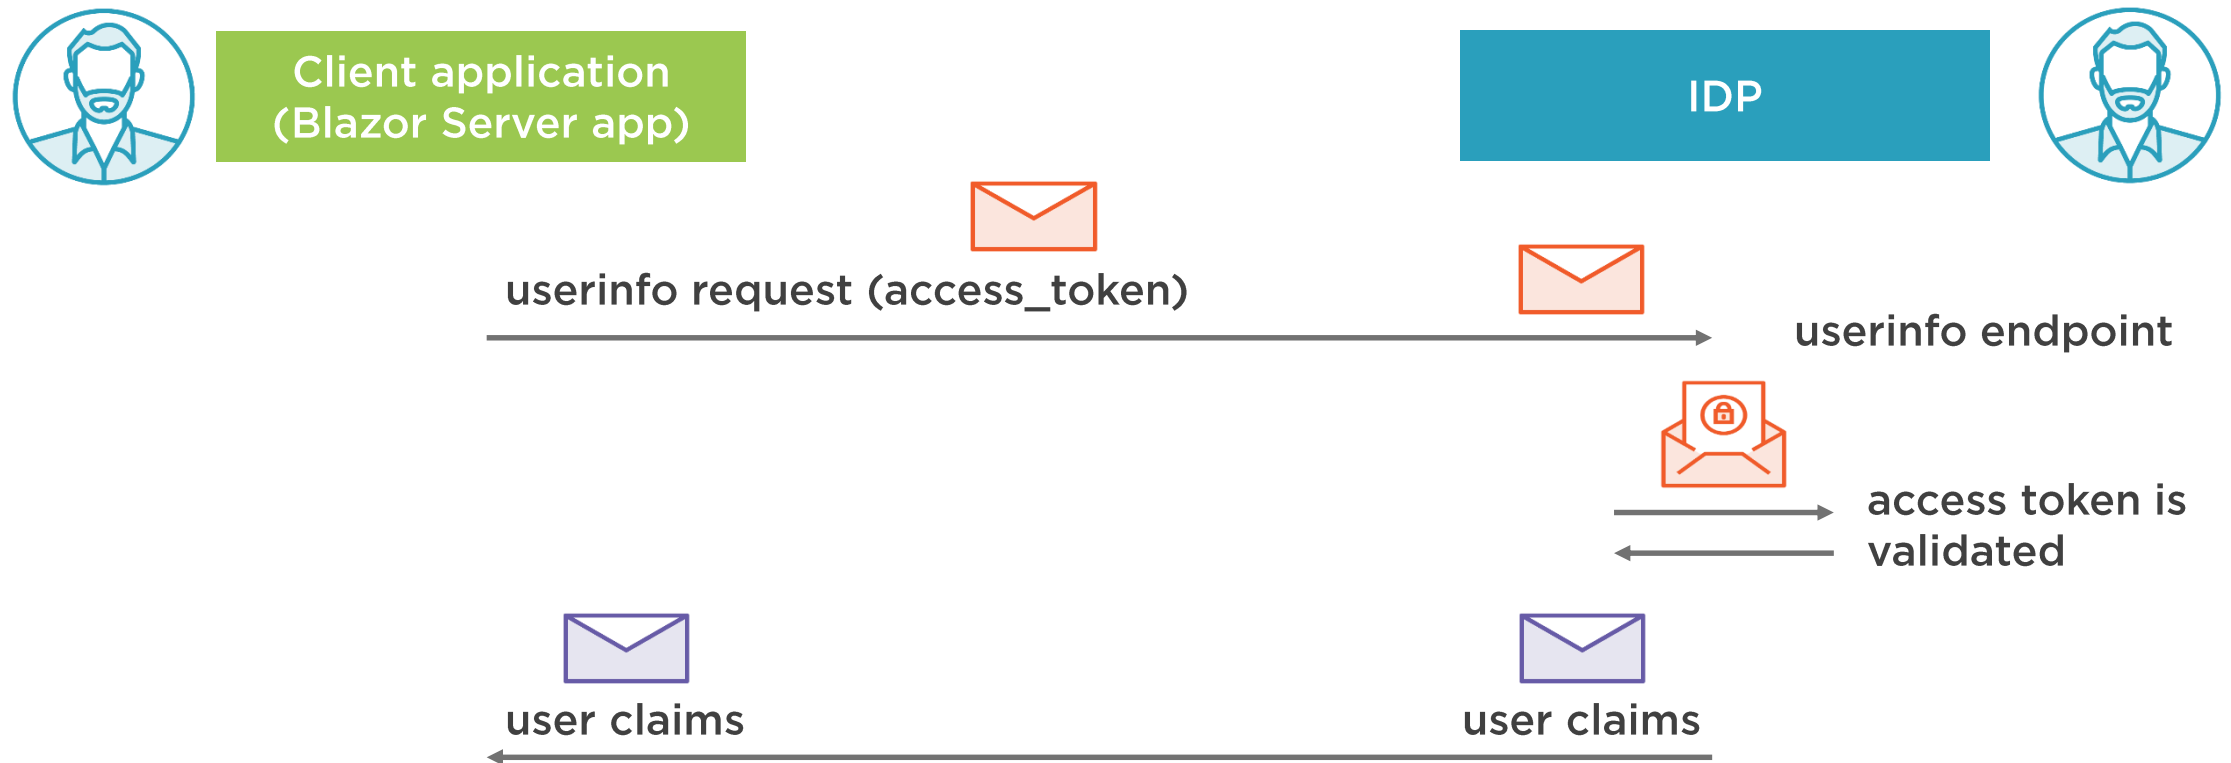 Client application
(Blazor Server app)
IDP
userinfo request (access_token)
userinfo endpoint
access token is
validated
user claims
user claims